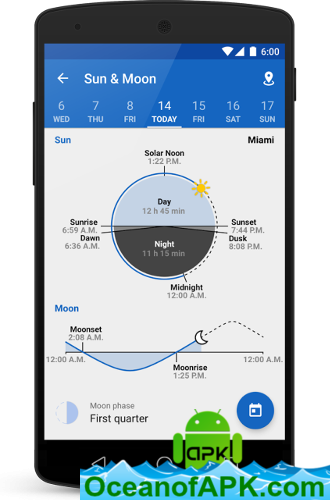 6:00
Sun & Moon
6 7 8 14 15 16 17
WED THU FRI TODAY FRI SAT SUN
Sun Miami
Solar Noon
1:22 P.M.
Day
12 h 45 min
Sunrise
6:59 A.M.
Sunset
7:44 P.M.
Dawn
6:36 A.M.
Dusk
8:08 P.M.
Night
11 h 15 min
Midnight
12:00 A.M.
Moon
Moonset
2:08 A.M.
12:00 A.M. 12:00 A.M.
Moonrise
1:25 P.M.
Moon phase
First quarter
apk!
OceanofAPK.com